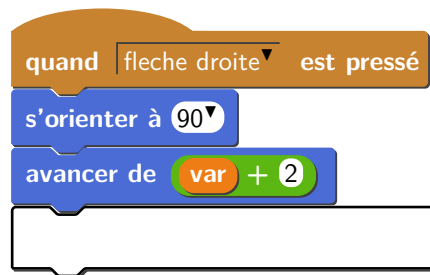 quand fleche droite est pressé
s'orienter à 90
avancer de var + 2